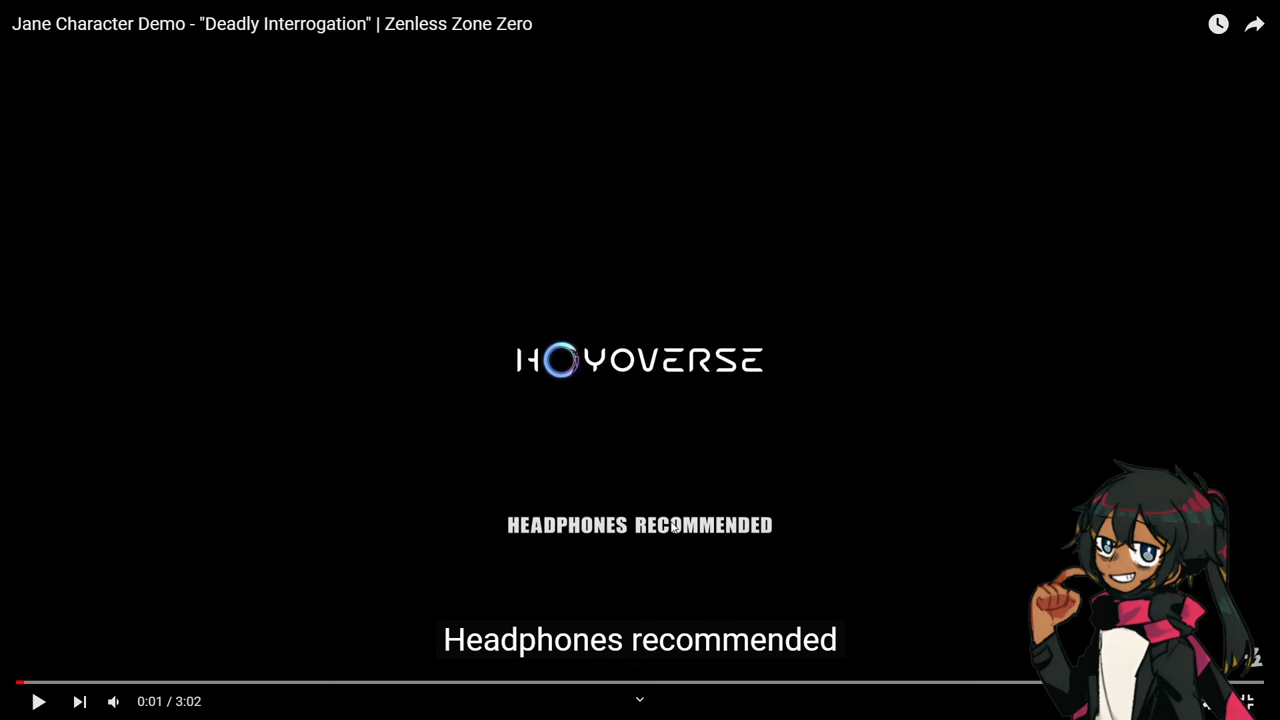 Jane Character Demo - "Deadly Interrogation" | Zenless Zone Zero
HOYOVERSE
HEADPHONES RECOMMENDED
Headphones recommended
0:01 / 3:02